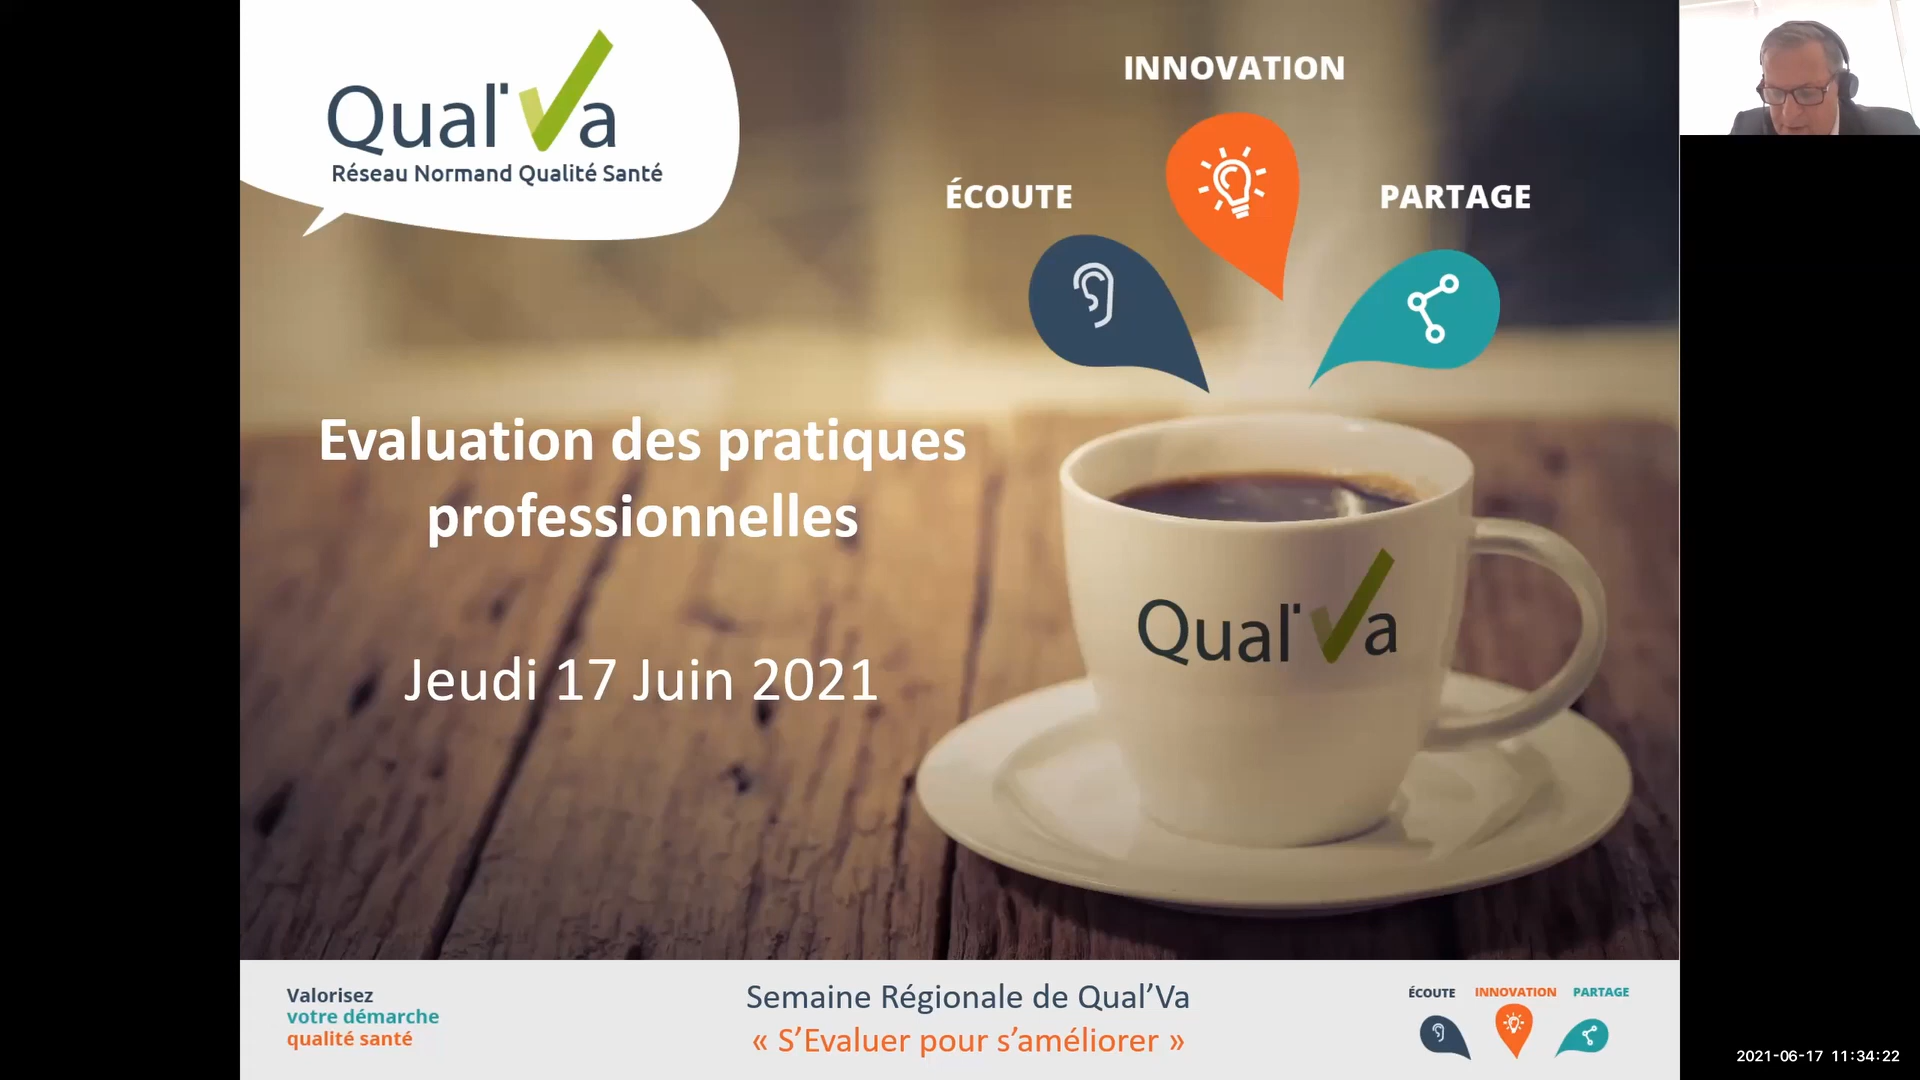 Qual'Va
Réseau Normand Qualité Santé
INNOVATION
ÉCOUTE
PARTAGE
Evaluation des pratiques
professionnelles
Jeudi 17 Juin 2021
Qual'Va
Valorisez
votre démarche
qualité santé
Semaine Régionale de Qual’Va
« S’Evaluer pour s’améliorer »
ÉCOUTE INNOVATION PARTAGE
2021-06-17 11:34:22